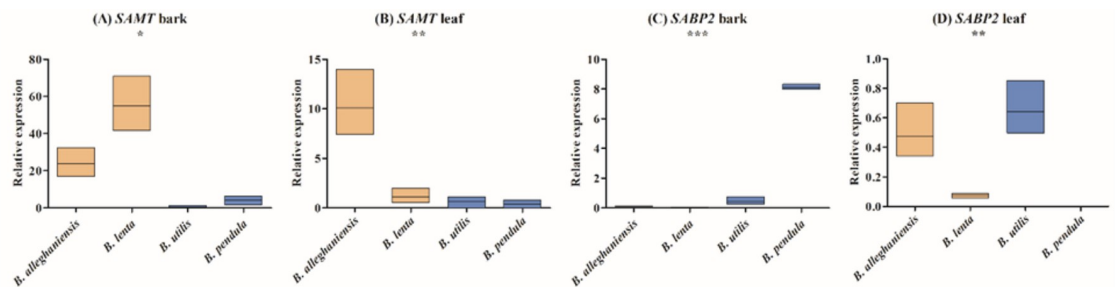 (A) SAMT bark
*
Relative expression
80
60
40
20
0
B. alleghaniensis
B. lenta
B. utilis
B. pendula
(B) SAMT leaf
**
Relative expression
15
10
5
0
B. alleghaniensis
B. lenta
B. utilis
B. pendula
(C) SABP2 bark
***
Relative expression
10
8
6
4
2
0
B. alleghaniensis
B. lenta
B. utilis
B. pendula
(D) SABP2 leaf
**
Relative expression
1.0
0.8
0.6
0.4
0.2
0.0
B. alleghaniensis
B. lenta
B. utilis
B. pendula